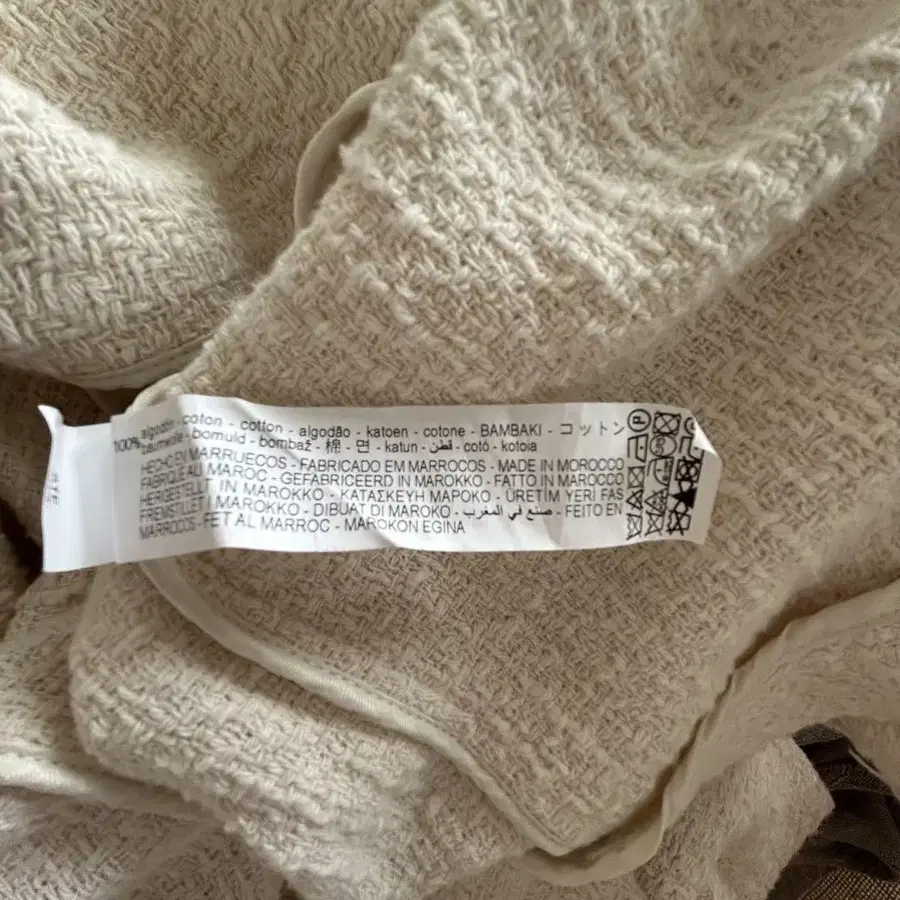 100% algodón - coton - cotton - algodão - katoen - cotone - BAMBAKI - コットン
baumwolle - bomuld - bombaž - 棉 - 면 - katun - قطن - cotó - kotoia
HECHO EN MARRUECOS - FABRICADO EM MARROCOS - MADE IN MOROCCO
FABRIQUÉ AU MAROC - GEFABRICEERD IN MAROKKO - FATTO IN MAROCCO
HERGESTELLT IN MAROKKO - ΚΑΤΑΣΚΕΥΗ ΜΑΡΟΚΟ - ÜRETİM YERİ FAS
FREMSTILLET I MAROKKO - DIBUAT DI MAROKO - صنع في المغرب - FEITO EN
MARROCOS - FET AL MARROC - MAROKON EGINA